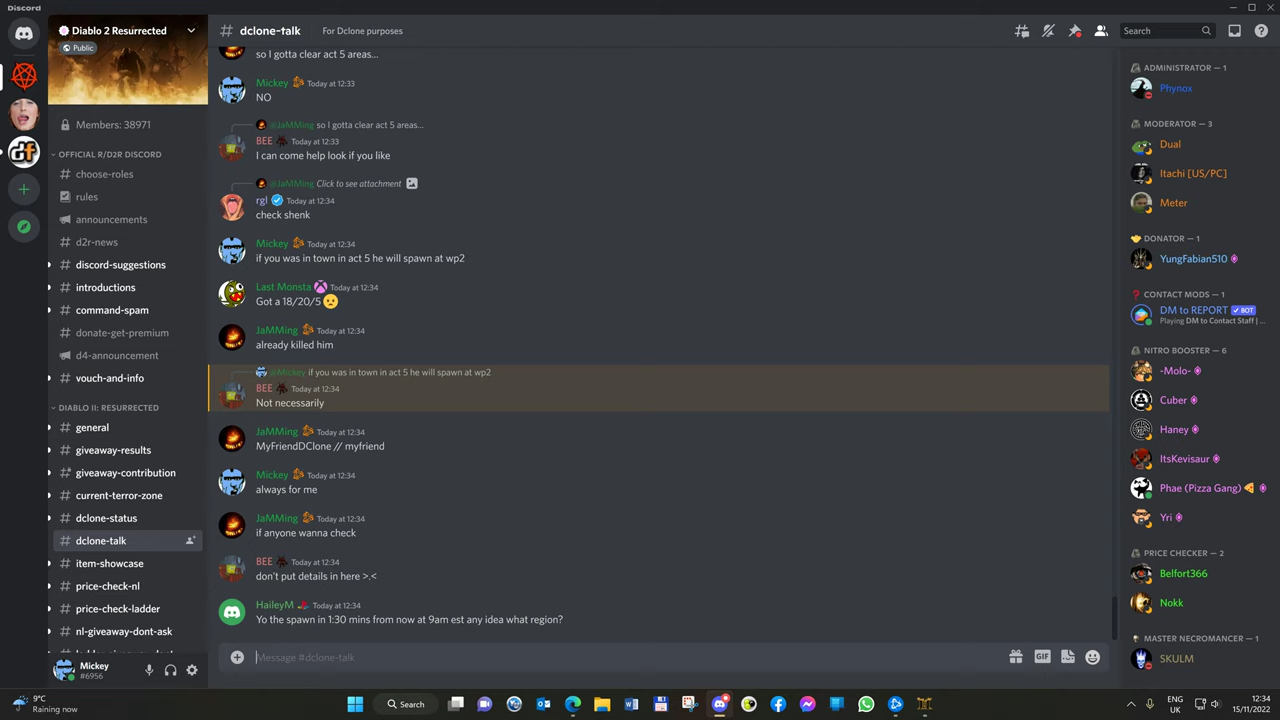 Discord
Diablo 2 Resurrected
Public
Members: 38971
OFFICIAL R/D2R DISCORD
choose-roles
rules
announcements
d2r-news
discord-suggestions
introductions
command-spam
donate-get-premium
d4-announcement
vouch-and-info
DIABLO II: RESURRECTED
general
giveaway-results
giveaway-contribution
current-terror-zone
dclone-status
dclone-talk
item-showcase
price-check-nl
price-check-ladder
nl-giveaway-dont-ask
Mickey
#6956
dclone-talk
For Dclone purposes
Search
so I gotta clear act 5 areas...
Mickey Today at 12:33
NO
@JaMMing so I gotta clear act 5 areas...
BEE Today at 12:33
I can come help look if you like
@JaMMing Click to see attachment
rgl Today at 12:34
check shenk
Mickey Today at 12:34
if you was in town in act 5 he will spawn at wp2
Last Monsta Today at 12:34
Got a 18/20/5
JaMMing Today at 12:34
already killed him
@Mickey if you was in town in act 5 he will spawn at wp2
BEE Today at 12:34
Not necessarily
JaMMing Today at 12:34
MyFriendDClone // myfriend
Mickey Today at 12:34
always for me
JaMMing Today at 12:34
if anyone wanna check
BEE Today at 12:34
don't put details in here >.<
HaileyM Today at 12:34
Yo the spawn in 1:30 mins from now at 9am est any idea what region?
Message #dclone-talk
GIF
ADMINISTRATOR — 1
Phynox
MODERATOR — 3
Dual
Itachi [US/PC]
Meter
DONATOR — 1
YungFabian510
CONTACT MODS — 1
DM to REPORT BOT
Playing DM to Contact Staff |...
NITRO BOOSTER — 6
-Molo-
Cuber
Haney
ItsKevisaur
Phae (Pizza Gang)
Yri
PRICE CHECKER — 2
Belfort366
Nokk
MASTER NECROMANCER — 1
SKULM
9°C
Raining now
Search
ENG
UK
12:34
15/11/2022